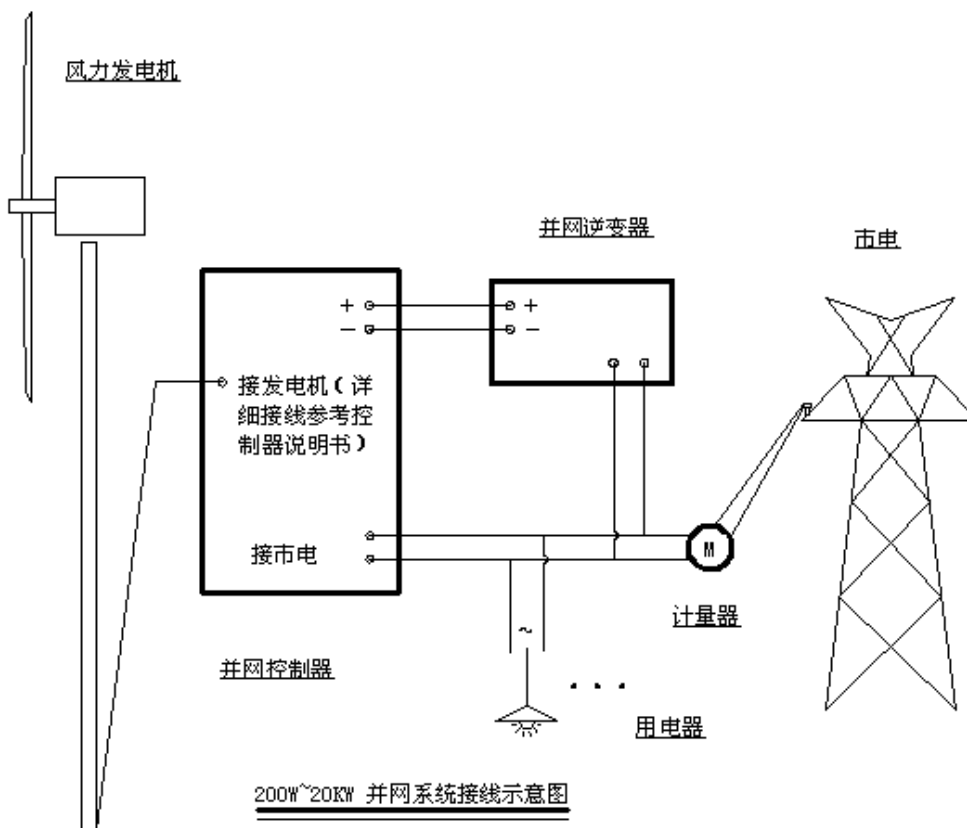 风力发电机
并网逆变器
市电
+ +
- -
接发电机(详
细接线参考控
制器说明书)
接市电
M
计量器
~
并网控制器
...
用电器
200W~20KW 并网系统接线示意图